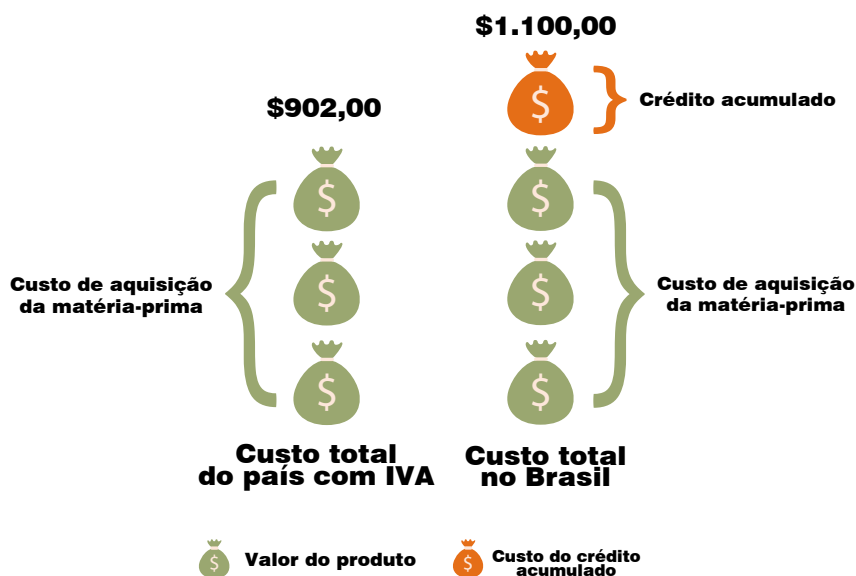 $1.100,00
$902,00
Crédito acumulado
$
$
$
$
$
$
$
Custo de aquisição
da matéria-prima
Custo de aquisição
da matéria-prima
Custo total
do país com IVA
Custo total
no Brasil
$
Valor do produto
$
Custo do crédito
acumulado